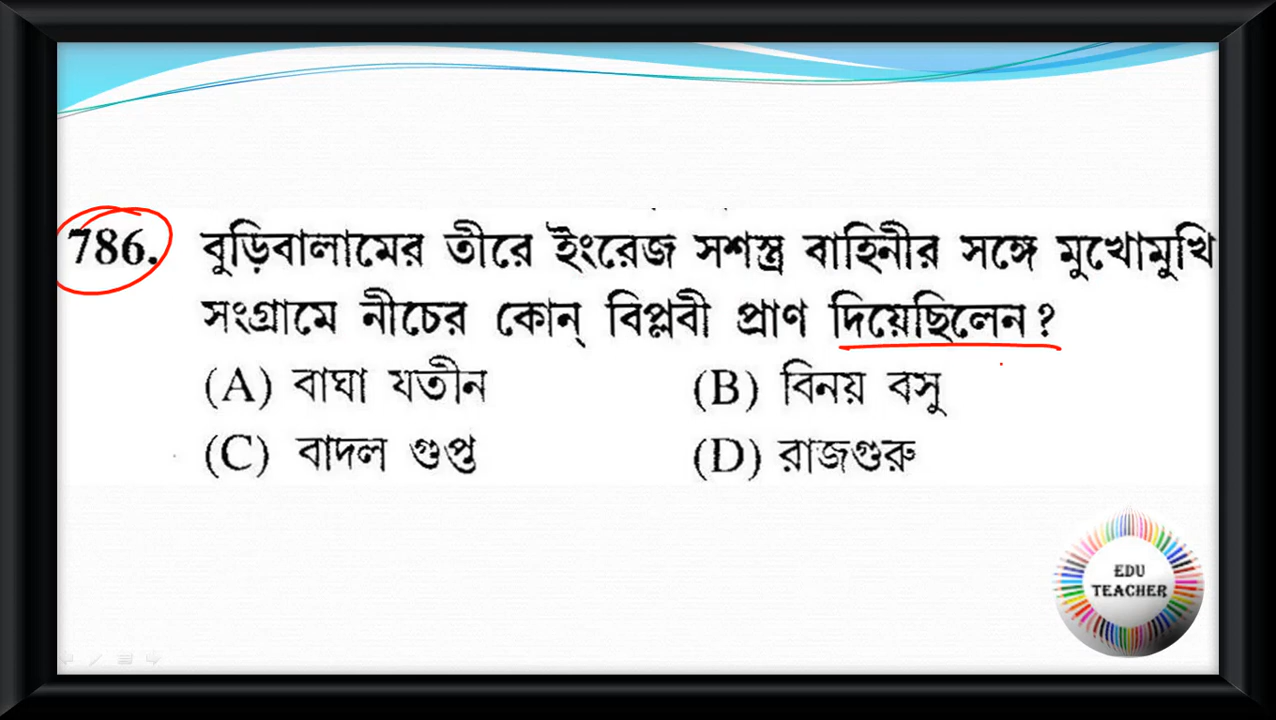 786. বুড়িবালামের তীরে ইংরেজ সশস্ত্র বাহিনীর সঙ্গে মুখোমুখি
সংগ্রামে নীচের কোন্ বিপ্লবী প্রাণ দিয়েছিলেন?
(A) বাঘা যতীন (B) বিনয় বসু
(C) বাদল গুপ্ত (D) রাজগুরু
EDU
TEACHER